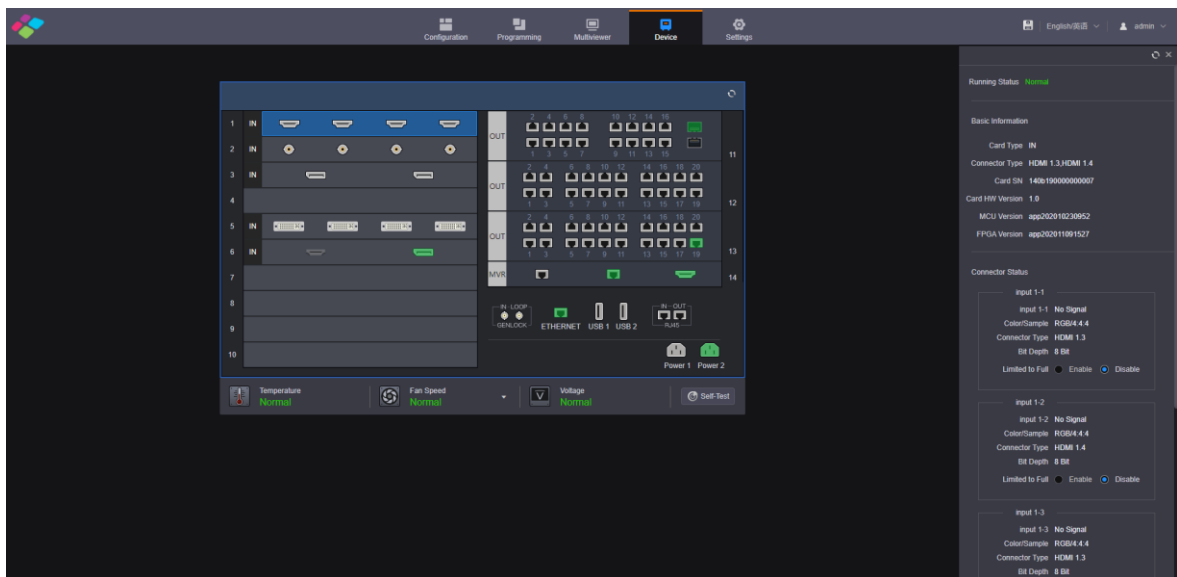 Configuration Programming Multiviewer Device Settings English/英语 admin
Running Status Normal
Basic Information
Card Type IN
Connector Type HDMI 1.3,HDMI 1.4
Card SN 140b190000000007
Card HW Version 1.0
MCU Version app202010230952
FPGA Version app202011091527
Connector Status
input 1-1
input 1-1 No Signal
Color/Sample RGB/4:4:4
Connector Type HDMI 1.3
Bit Depth 8 Bit
Limited to Full Enable Disable
input 1-2
input 1-2 No Signal
Color/Sample RGB/4:4:4
Connector Type HDMI 1.4
Bit Depth 8 Bit
Limited to Full Enable Disable
input 1-3
input 1-3 No Signal
Color/Sample RGB/4:4:4
Connector Type HDMI 1.3
Bit Depth 8 Bit
1 IN
2 IN
3 IN
4
5 IN
6 IN
7
8
9
10
2 4 6 8 10 12 14 16
OUT
1 3 5 7 9 11 13 15
11
2 4 6 8 10 12 14 16 18 20
OUT
1 3 5 7 9 11 13 15 17 19
12
2 4 6 8 10 12 14 16 18 20
OUT
1 3 5 7 9 11 13 15 17 19
13
MVR
14
IN - LOOP
GENLOCK
ETHERNET USB 1 USB 2
IN - OUT
RJ45
Power 1 Power 2
Temperature
Normal
Fan Speed
Normal
Voltage
Normal
Self-Test